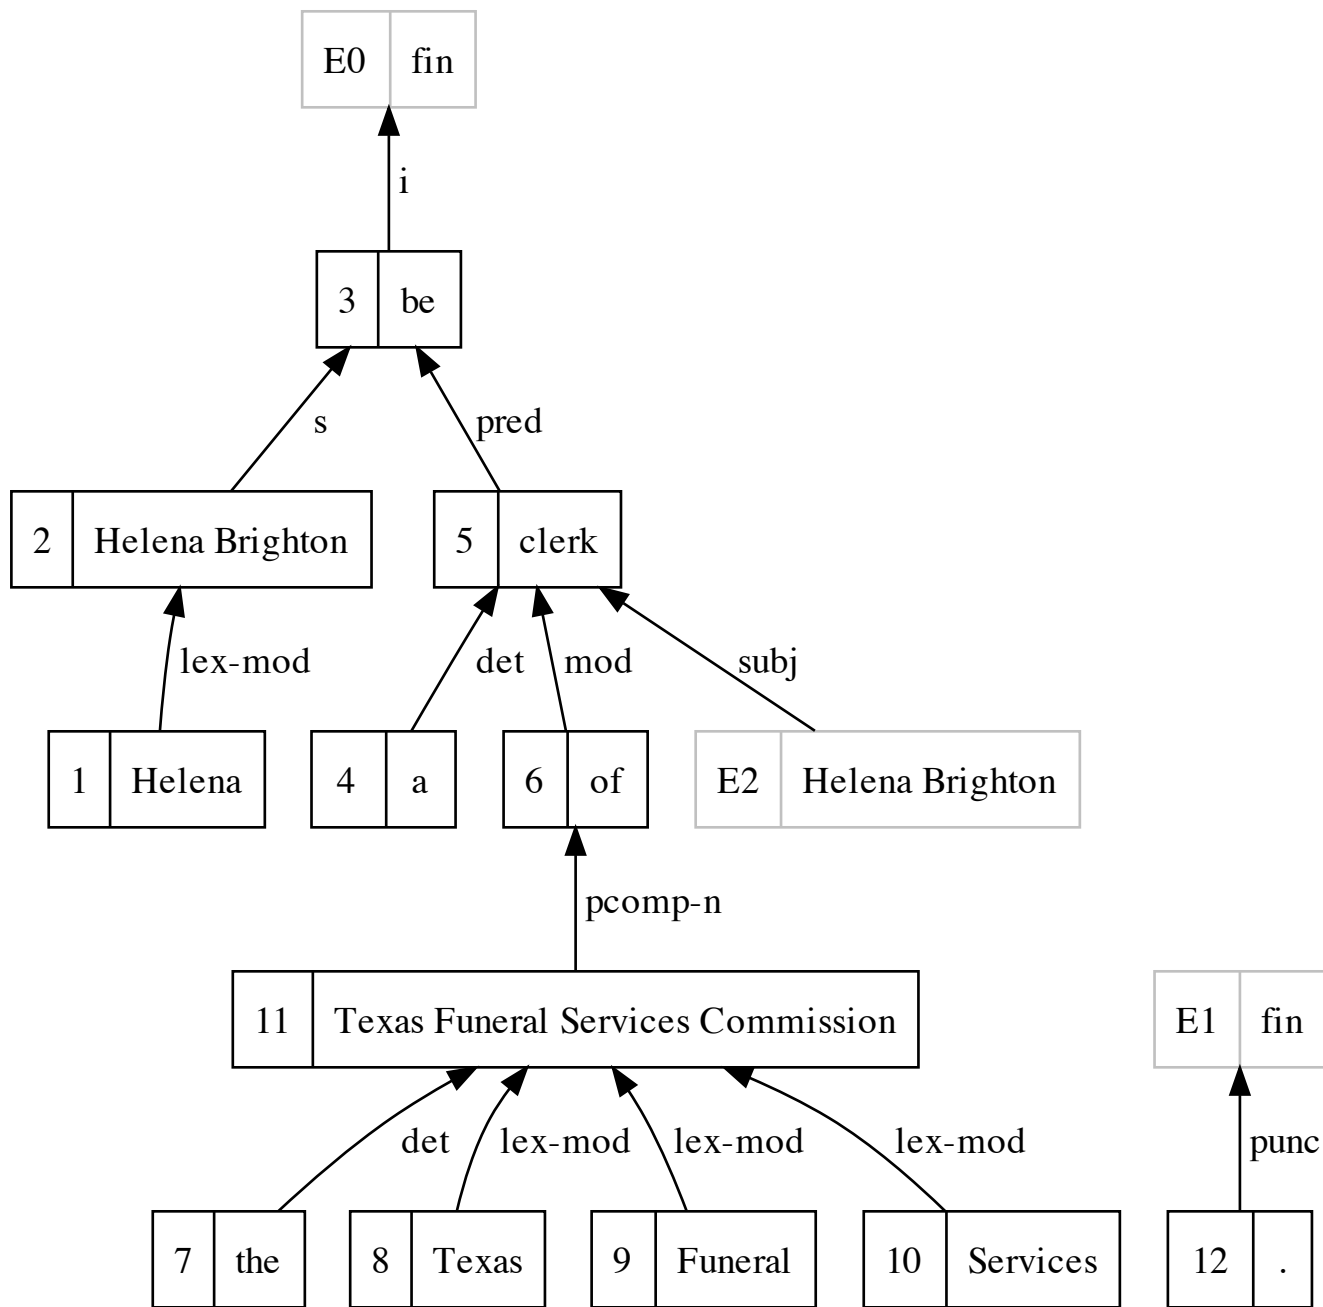 E0 fin
i
3 be
s pred
2 Helena Brighton 5 clerk
lex-mod det mod subj
1 Helena 4 a 6 of E2 Helena Brighton
pcomp-n
11 Texas Funeral Services Commission E1 fin
det lex-mod lex-mod lex-mod punc
7 the 8 Texas 9 Funeral 10 Services 12 .